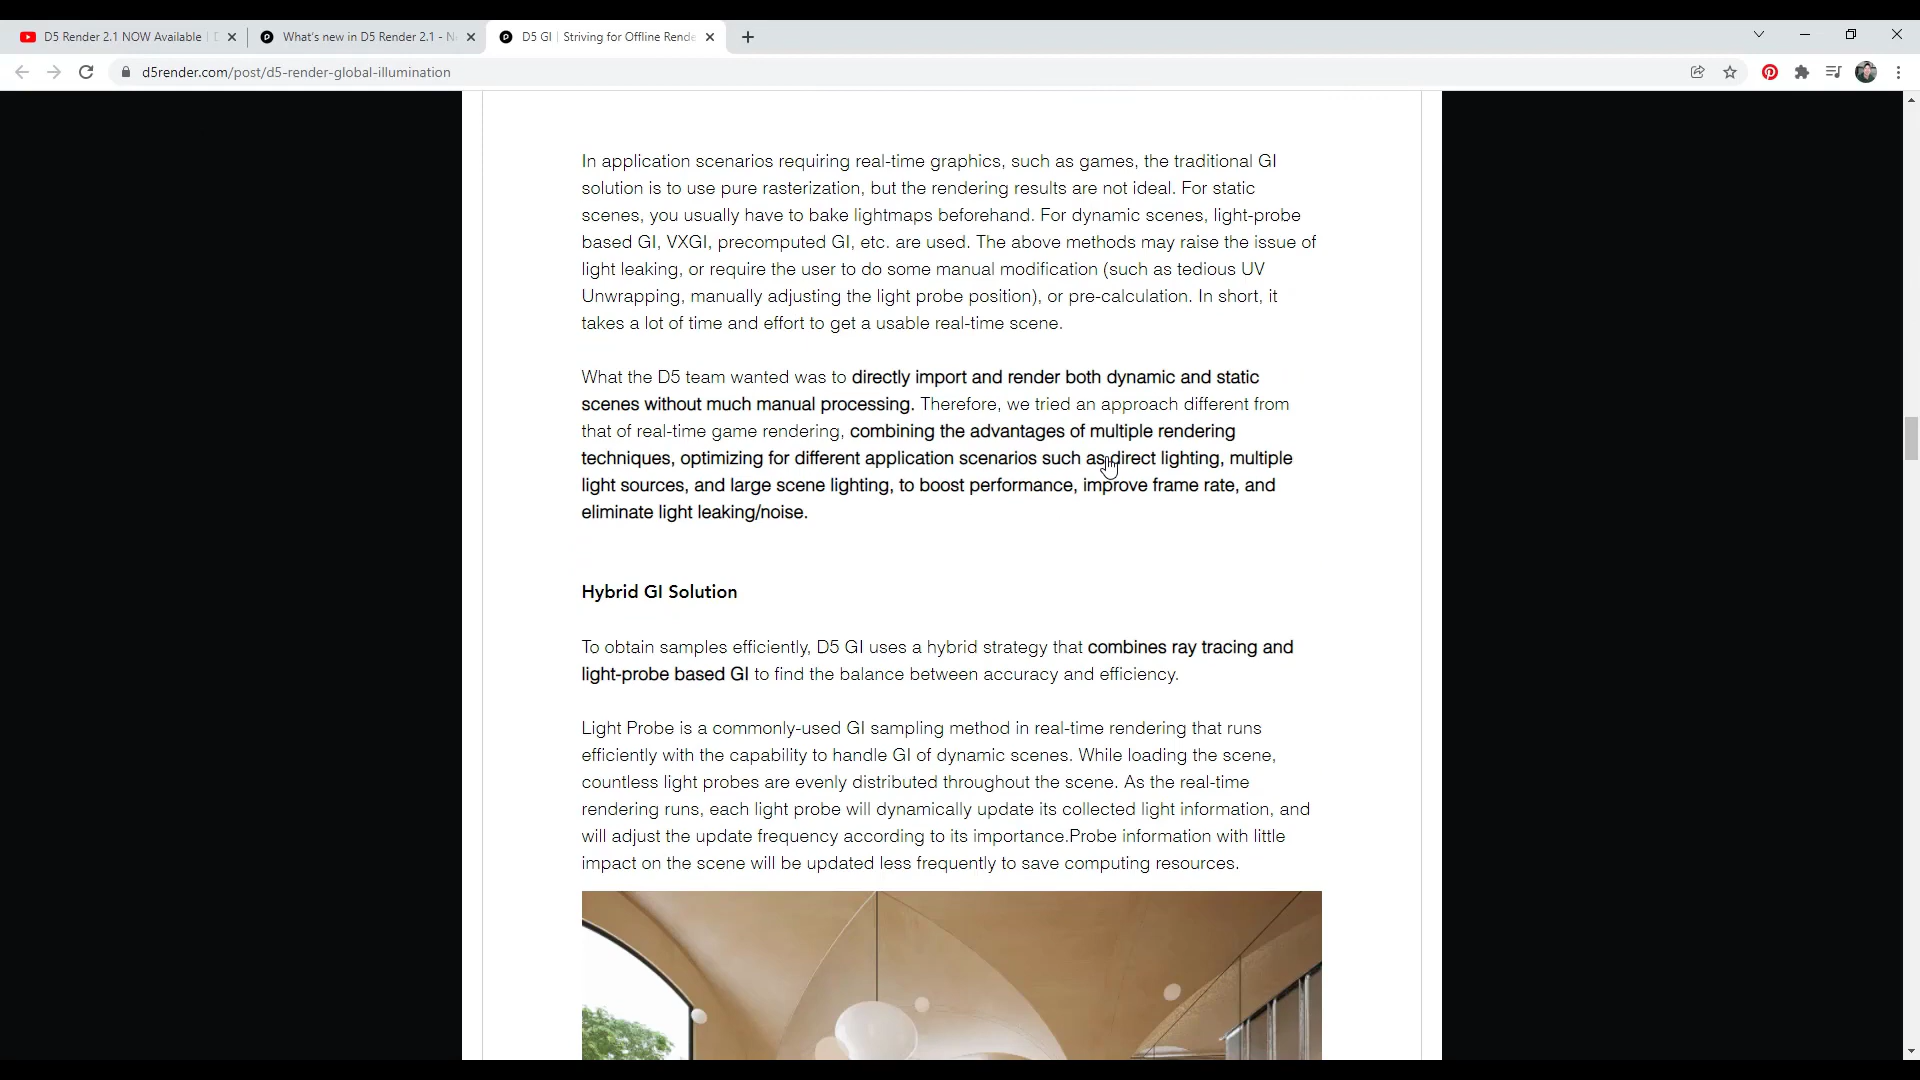 D5 Render 2.1 NOW Available
What's new in D5 Render 2.1 - N
D5 GI | Striving for Offline Rende
d5render.com/post/d5-render-global-illumination
In application scenarios requiring real-time graphics, such as games, the traditional GI
solution is to use pure rasterization, but the rendering results are not ideal. For static
scenes, you usually have to bake lightmaps beforehand. For dynamic scenes, light-probe
based GI, VXGI, precomputed GI, etc. are used. The above methods may raise the issue of
light leaking, or require the user to do some manual modification (such as tedious UV
Unwrapping, manually adjusting the light probe position), or pre-calculation. In short, it
takes a lot of time and effort to get a usable real-time scene.
What the D5 team wanted was to directly import and render both dynamic and static
scenes without much manual processing. Therefore, we tried an approach different from
that of real-time game rendering, combining the advantages of multiple rendering
techniques, optimizing for different application scenarios such as direct lighting, multiple
light sources, and large scene lighting, to boost performance, improve frame rate, and
eliminate light leaking/noise.
Hybrid GI Solution
To obtain samples efficiently, D5 GI uses a hybrid strategy that combines ray tracing and
light-probe based GI to find the balance between accuracy and efficiency.
Light Probe is a commonly-used GI sampling method in real-time rendering that runs
efficiently with the capability to handle GI of dynamic scenes. While loading the scene,
countless light probes are evenly distributed throughout the scene. As the real-time
rendering runs, each light probe will dynamically update its collected light information, and
will adjust the update frequency according to its importance.Probe information with little
impact on the scene will be updated less frequently to save computing resources.